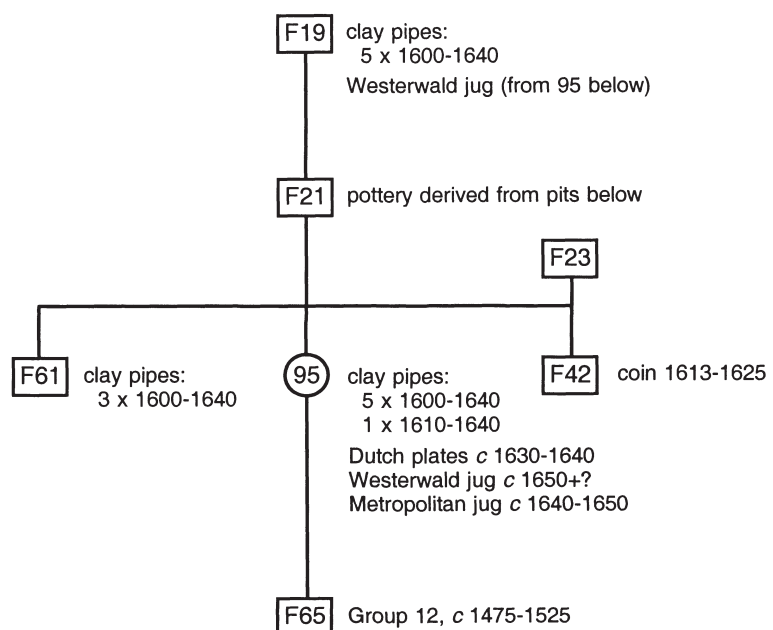 F19 clay pipes:
5 x 1600-1640
Westerwald jug (from 95 below)
F21 pottery derived from pits below
F23
F61 clay pipes:
3 x 1600-1640
95 clay pipes:
5 x 1600-1640
1 x 1610-1640
Dutch plates c 1630-1640
Westerwald jug c 1650+?
Metropolitan jug c 1640-1650
F42 coin 1613-1625
F65 Group 12, c 1475-1525